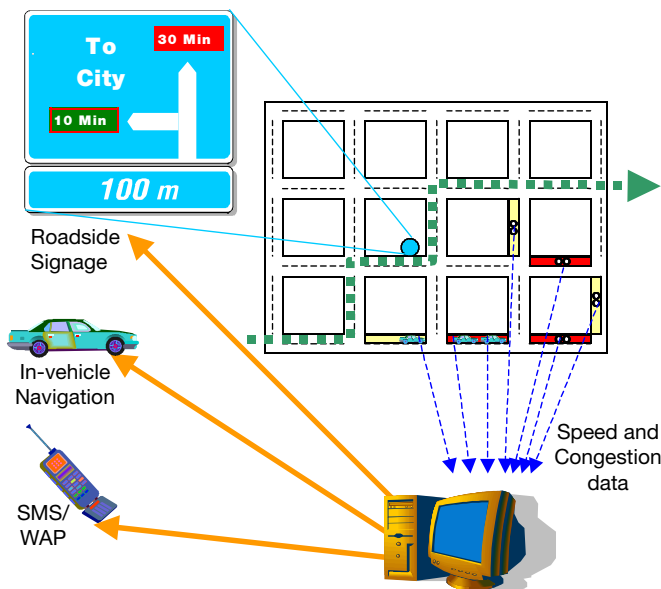 To
City
30 Min
10 Min
100 m
Roadside
Signage
In-vehicle
Navigation
SMS/
WAP
Speed and
Congestion
data